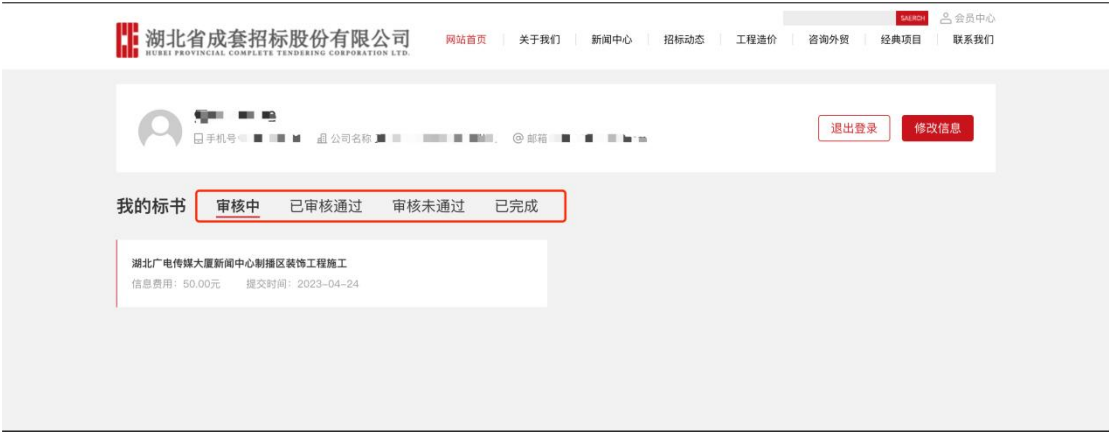 SAERCH 会员中心
湖北省成套招标股份有限公司
HUBEI PROVINCIAL COMPLETE TENDERING CORPORATION LTD.
网站首页 关于我们 新闻中心 招标动态 工程造价 咨询外贸 经典项目 联系我们
手机号 公司名称 邮箱
退出登录 修改信息
我的标书 审核中 已审核通过 审核未通过 已完成
湖北广电传媒大厦新闻中心制播区装饰工程施工
信息费用：50.00元 提交时间：2023-04-24